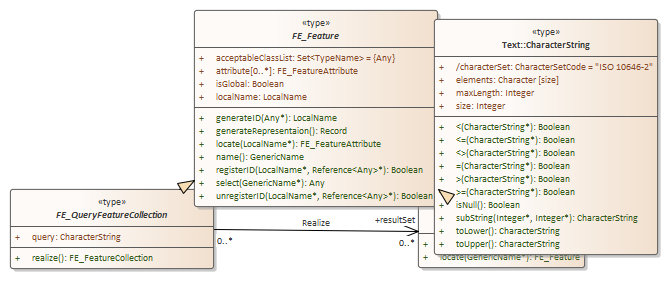 «type»
FE_Feature
+ acceptableClassList: Set<TypeName> = {Any}
+ attribute[0..*]: FE_FeatureAttribute
+ isGlobal: Boolean
+ localName: LocalName
+ generateID(Any*): LocalName
+ generateRepresentaion(): Record
+ locate(LocalName*): FE_FeatureAttribute
+ name(): GenericName
+ registerID(LocalName*, Reference<Any>*): Boolean
+ select(GenericName*): Any
+ unregisterID(LocalName*, Reference<Any>*): Boolean
«type»
Text::CharacterString
+ /characterSet: CharacterSetCode = "ISO 10646-2"
+ elements: Character [size]
+ maxLength: Integer
+ size: Integer
+ <(CharacterString*): Boolean
+ <=(CharacterString*): Boolean
+ <>(CharacterString*): Boolean
+ =(CharacterString*): Boolean
+ >(CharacterString*): Boolean
+ >=(CharacterString*): Boolean
isNull(): Boolean
+ subString(Integer*, Integer*): CharacterString
+ toLower(): CharacterString
+ toUpper(): CharacterString
«type»
FE_QueryFeatureCollection
+ query: CharacterString
+ realize(): FE_FeatureCollection
Realize
+resultSet
0..*
0..*
+ locate(GenericName*): FE_Feature